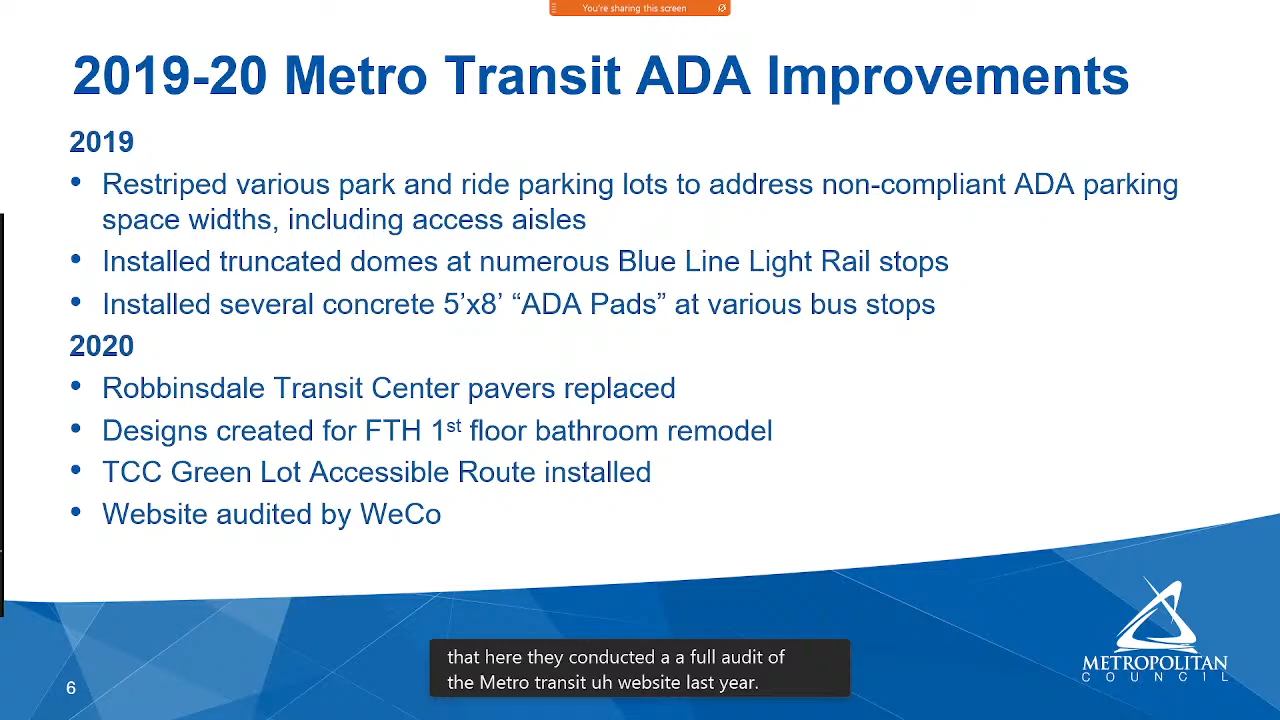 You're sharing this screen
2019-20 Metro Transit ADA Improvements
2019
• Restriped various park and ride parking lots to address non-compliant ADA parking
space widths, including access aisles
• Installed truncated domes at numerous Blue Line Light Rail stops
• Installed several concrete 5’x8’ “ADA Pads” at various bus stops
2020
• Robbinsdale Transit Center pavers replaced
• Designs created for FTH 1st floor bathroom remodel
• TCC Green Lot Accessible Route installed
• Website audited by WeCo
that here they conducted a a full audit of
the Metro transit uh website last year.
METROPOLITAN
COUNCIL
6